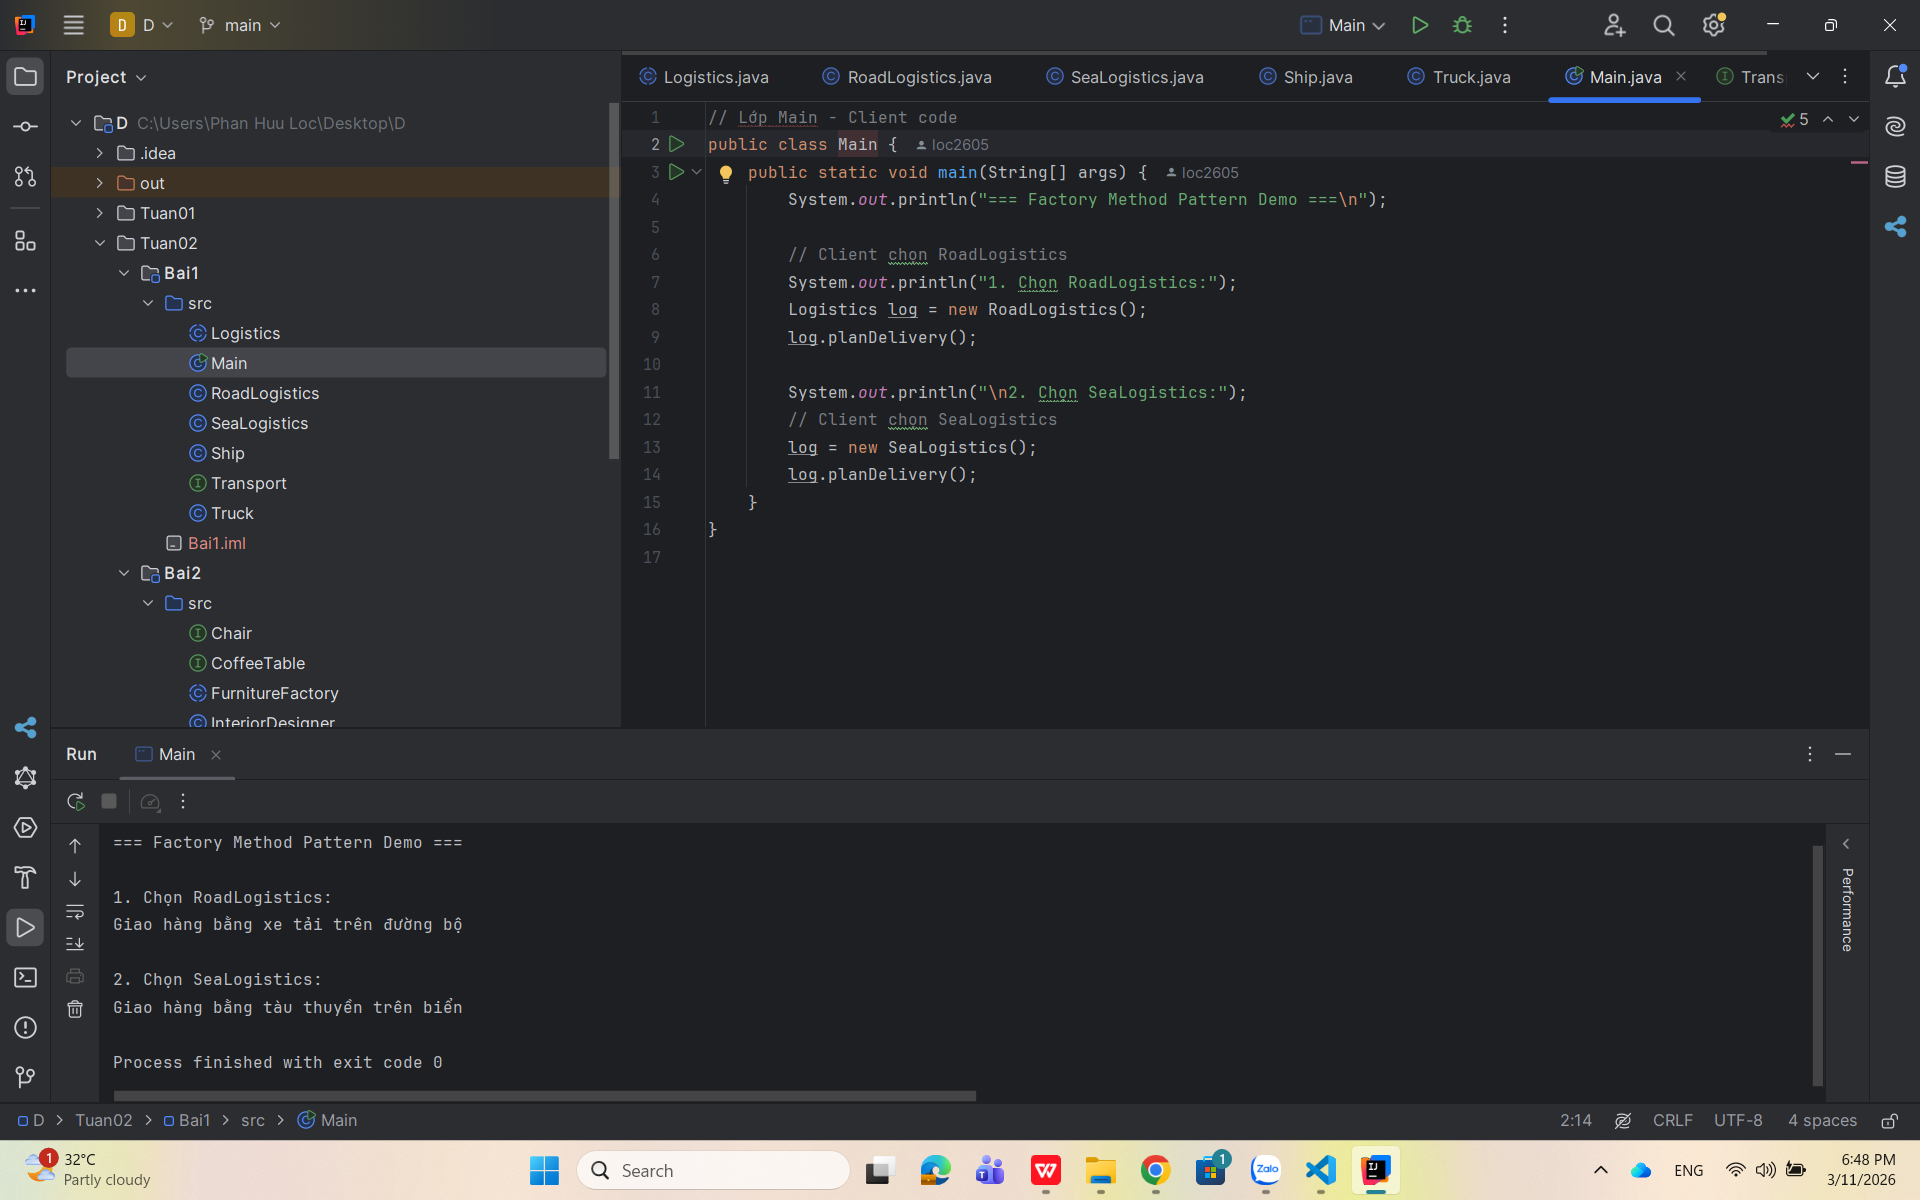 D D main Main
Project
D C:\Users\Phan Huu Loc\Desktop\D
.idea
out
Tuan01
Tuan02
Bai1
src
Logistics
Main
RoadLogistics
SeaLogistics
Ship
Transport
Truck
Bai1.iml
Bai2
src
Chair
CoffeeTable
FurnitureFactory
InteriorDesigner
Logistics.java RoadLogistics.java SeaLogistics.java Ship.java Truck.java Main.java Trans
5
1 // Lớp Main - Client code
2 public class Main { loc2605
3 public static void main(String[] args) { loc2605
4 System.out.println("=== Factory Method Pattern Demo ===\n");
5
6 // Client chọn RoadLogistics
7 System.out.println("1. Chọn RoadLogistics:");
8 Logistics log = new RoadLogistics();
9 log.planDelivery();
10
11 System.out.println("\n2. Chọn SeaLogistics:");
12 // Client chọn SeaLogistics
13 log = new SeaLogistics();
14 log.planDelivery();
15 }
16 }
17
Run Main
=== Factory Method Pattern Demo ===
1. Chọn RoadLogistics:
Giao hàng bằng xe tải trên đường bộ
2. Chọn SeaLogistics:
Giao hàng bằng tàu thuyền trên biển
Process finished with exit code 0
Performance
D > Tuan02 > Bai1 > src > Main
2:14 CRLF UTF-8 4 spaces
1 32°C
Partly cloudy
Search
1
Zalo
ENG
6:48 PM
3/11/2026